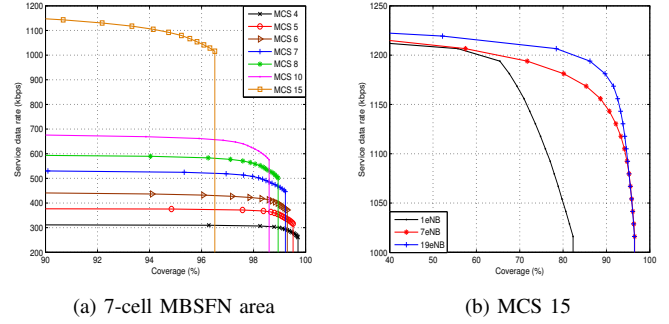 1200
1100
1000
900
800
700
600
500
400
300
200
90
92
94
96
98
100
Service data rate (kbps)
Coverage (%)
MCS 4
MCS 5
MCS 6
MCS 7
MCS 8
MCS 10
MCS 15
(a) 7-cell MBSFN area
1250
1200
1150
1100
1050
1000
40
50
60
70
80
90
100
Service data rate (kbps)
Coverage (%)
1eNB
7eNB
19eNB
(b) MCS 15